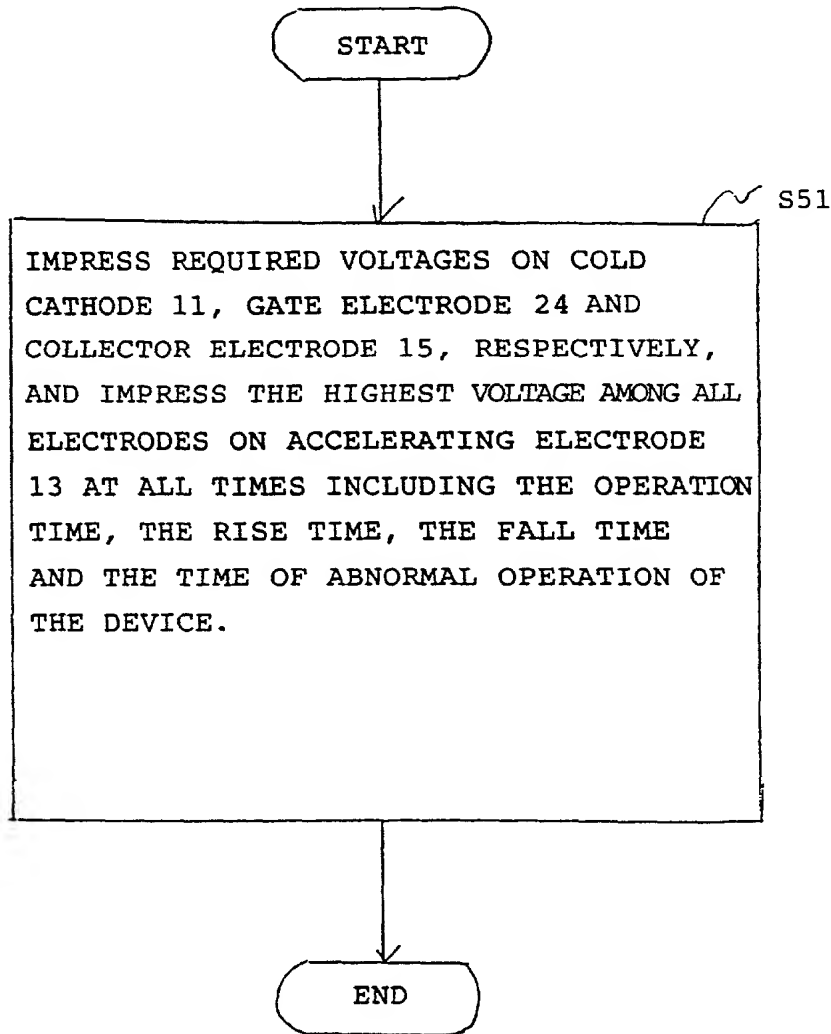 START
S51
IMPRESS REQUIRED VOLTAGES ON COLD
CATHODE 11, GATE ELECTRODE 24 AND
COLLECTOR ELECTRODE 15, RESPECTIVELY,
AND IMPRESS THE HIGHEST VOLTAGE AMONG ALL
ELECTRODES ON ACCELERATING ELECTRODE
13 AT ALL TIMES INCLUDING THE OPERATION
TIME, THE RISE TIME, THE FALL TIME
AND THE TIME OF ABNORMAL OPERATION OF
THE DEVICE.
END